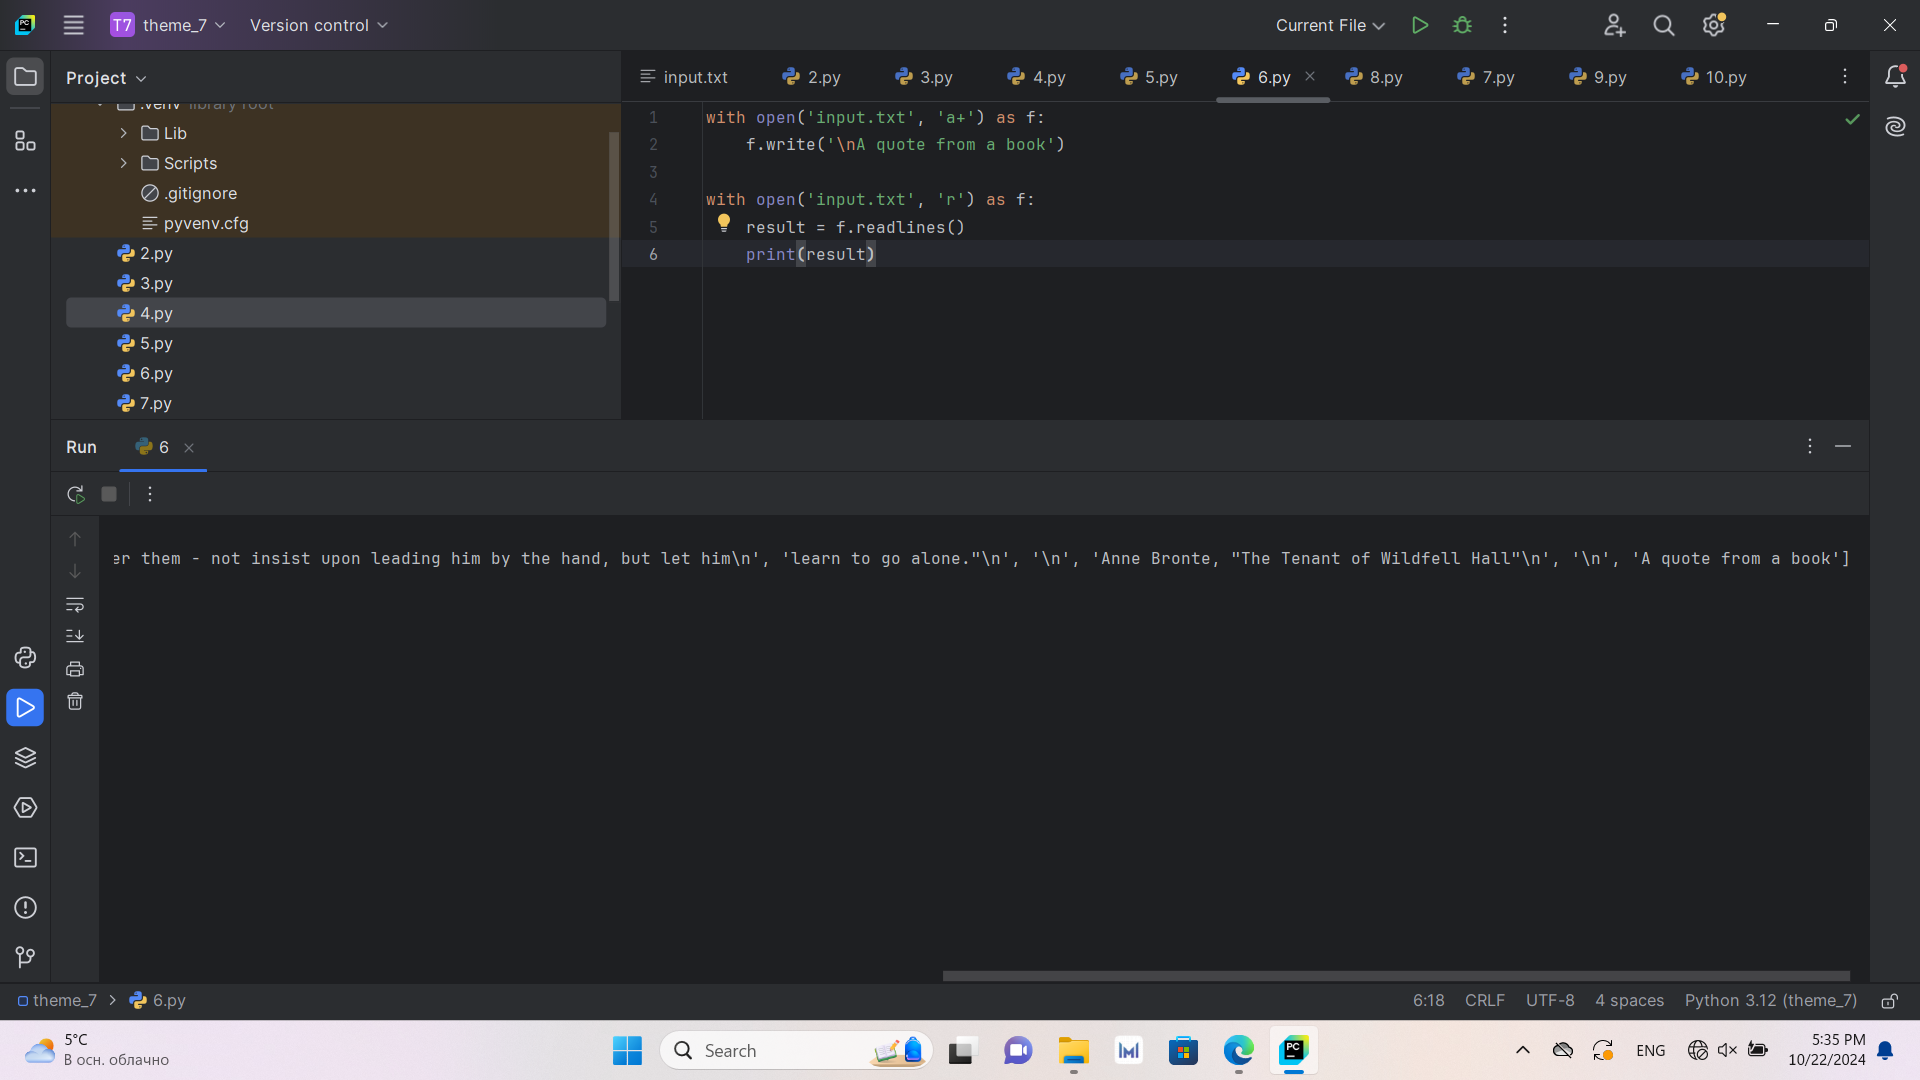 T7 theme_7 Version control Current File
Project
input.txt 2.py 3.py 4.py 5.py 6.py 8.py 7.py 9.py 10.py
.venv library root
Lib
Scripts
.gitignore
pyvenv.cfg
2.py
3.py
4.py
5.py
6.py
7.py
1 with open('input.txt', 'a+') as f:
2 f.write('\nA quote from a book')
3
4 with open('input.txt', 'r') as f:
5 result = f.readlines()
6 print(result)
Run 6
er them - not insist upon leading him by the hand, but let him\n', 'learn to go alone."\n', '\n', 'Anne Bronte, "The Tenant of Wildfell Hall"\n', '\n', 'A quote from a book']
theme_7 > 6.py 6:18 CRLF UTF-8 4 spaces Python 3.12 (theme_7)
5°C
В осн. облачно
Search
ENG
5:35 PM
10/22/2024